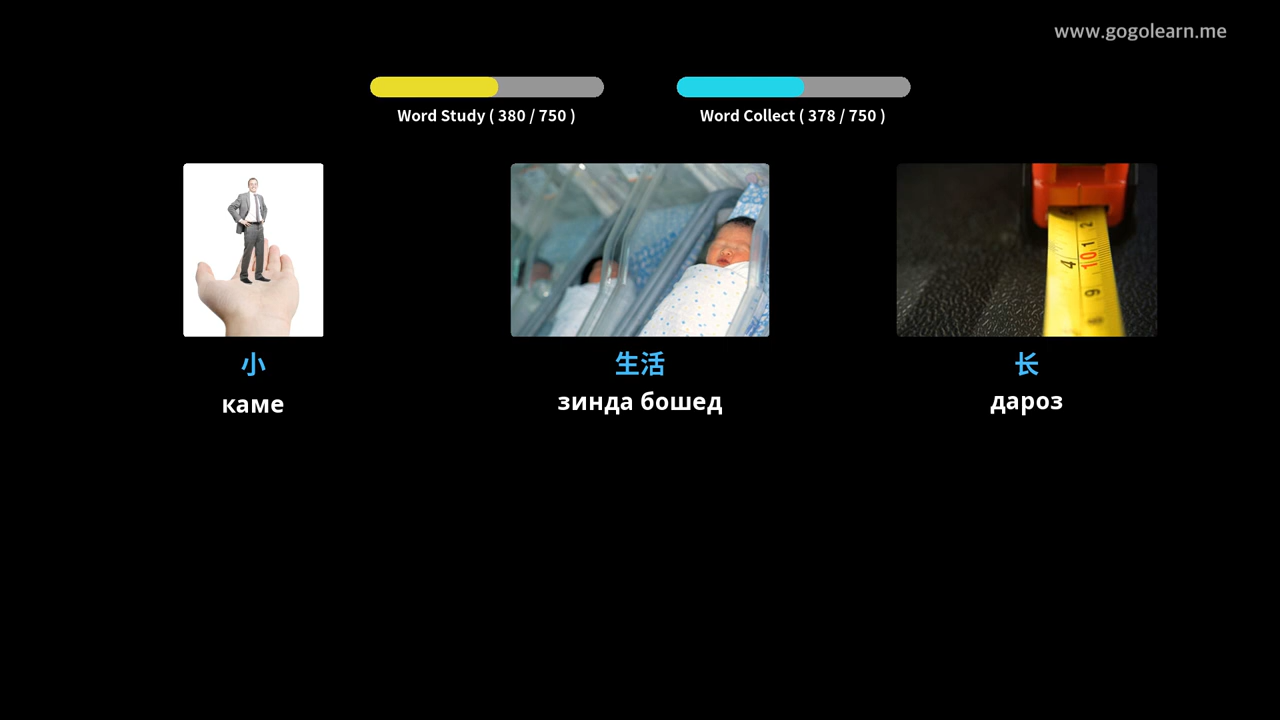 www.gogolearn.me
Word Study ( 380 / 750 )
Word Collect ( 378 / 750 )
小
каме
生活
зинда бошед
长
дароз